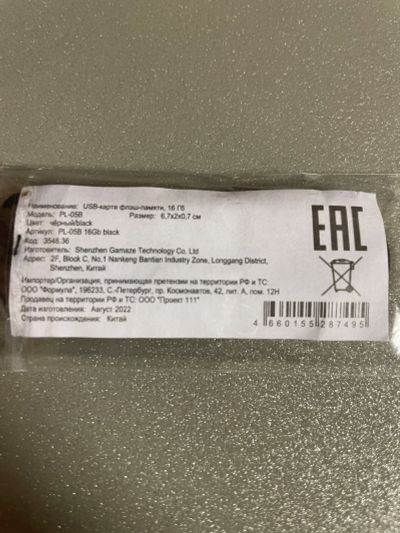 Наименование: USB-карта флэш-памяти, 16 Гб
Модель: PL-05B Размер: 6,7х2х0,7 см
Цвет: чёрный/black
Артикул: PL-05B 16Gb black
Код: 3548.36
Изготовитель: Shenzhen Gamaze Technology Co. Ltd
Адрес: 2F, Block C, No.1 Nankeng Bantian Industry Zone, Longgang District,
Shenzhen, Китай
Импортер/Организация, принимающая претензии на территории РФ и ТС:
ООО "Формула", 196233, С.-Петербург, пр. Космонавтов, 42, лит. А, пом. 12Н
Продавец на территории РФ и ТС: ООО "Проект 111"
Дата изготовления: Август 2022
Страна происхождения: Китай
EAC
4 660155 287495